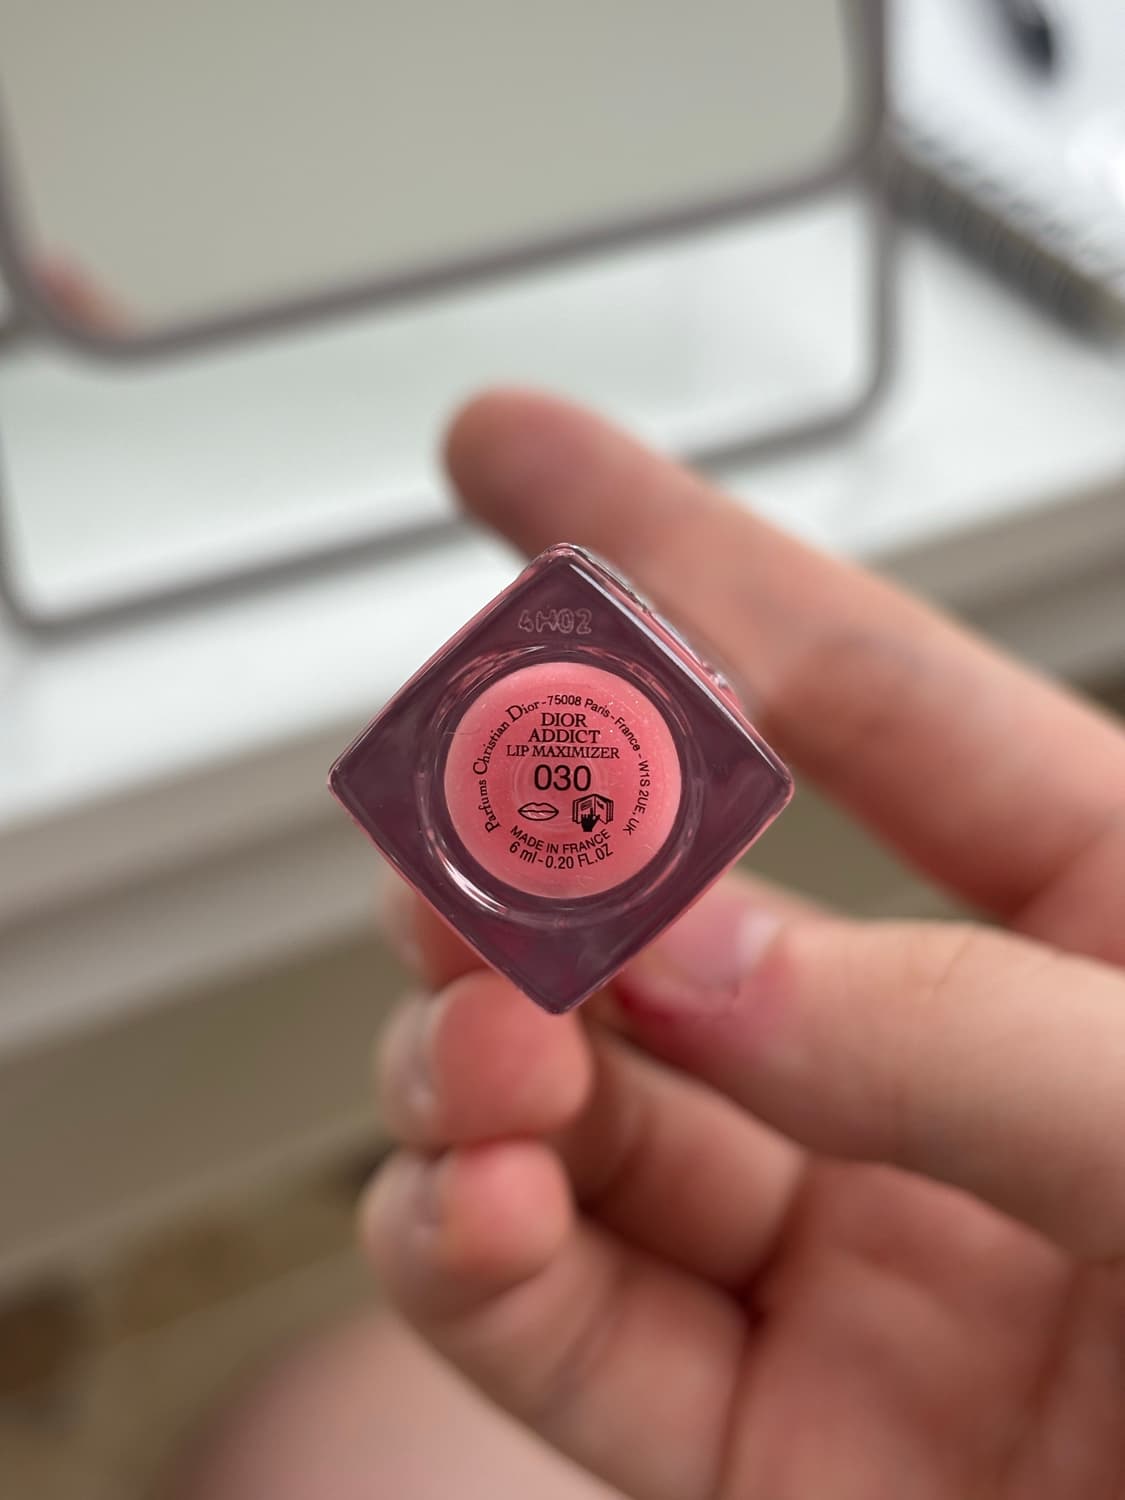 4H02
Parfums Christian Dior - 75008 Paris - France - W1S 2UE, UK
DIOR
ADDICT
LIP MAXIMIZER
030
MADE IN FRANCE
6 ml - 0.20 FL.OZ